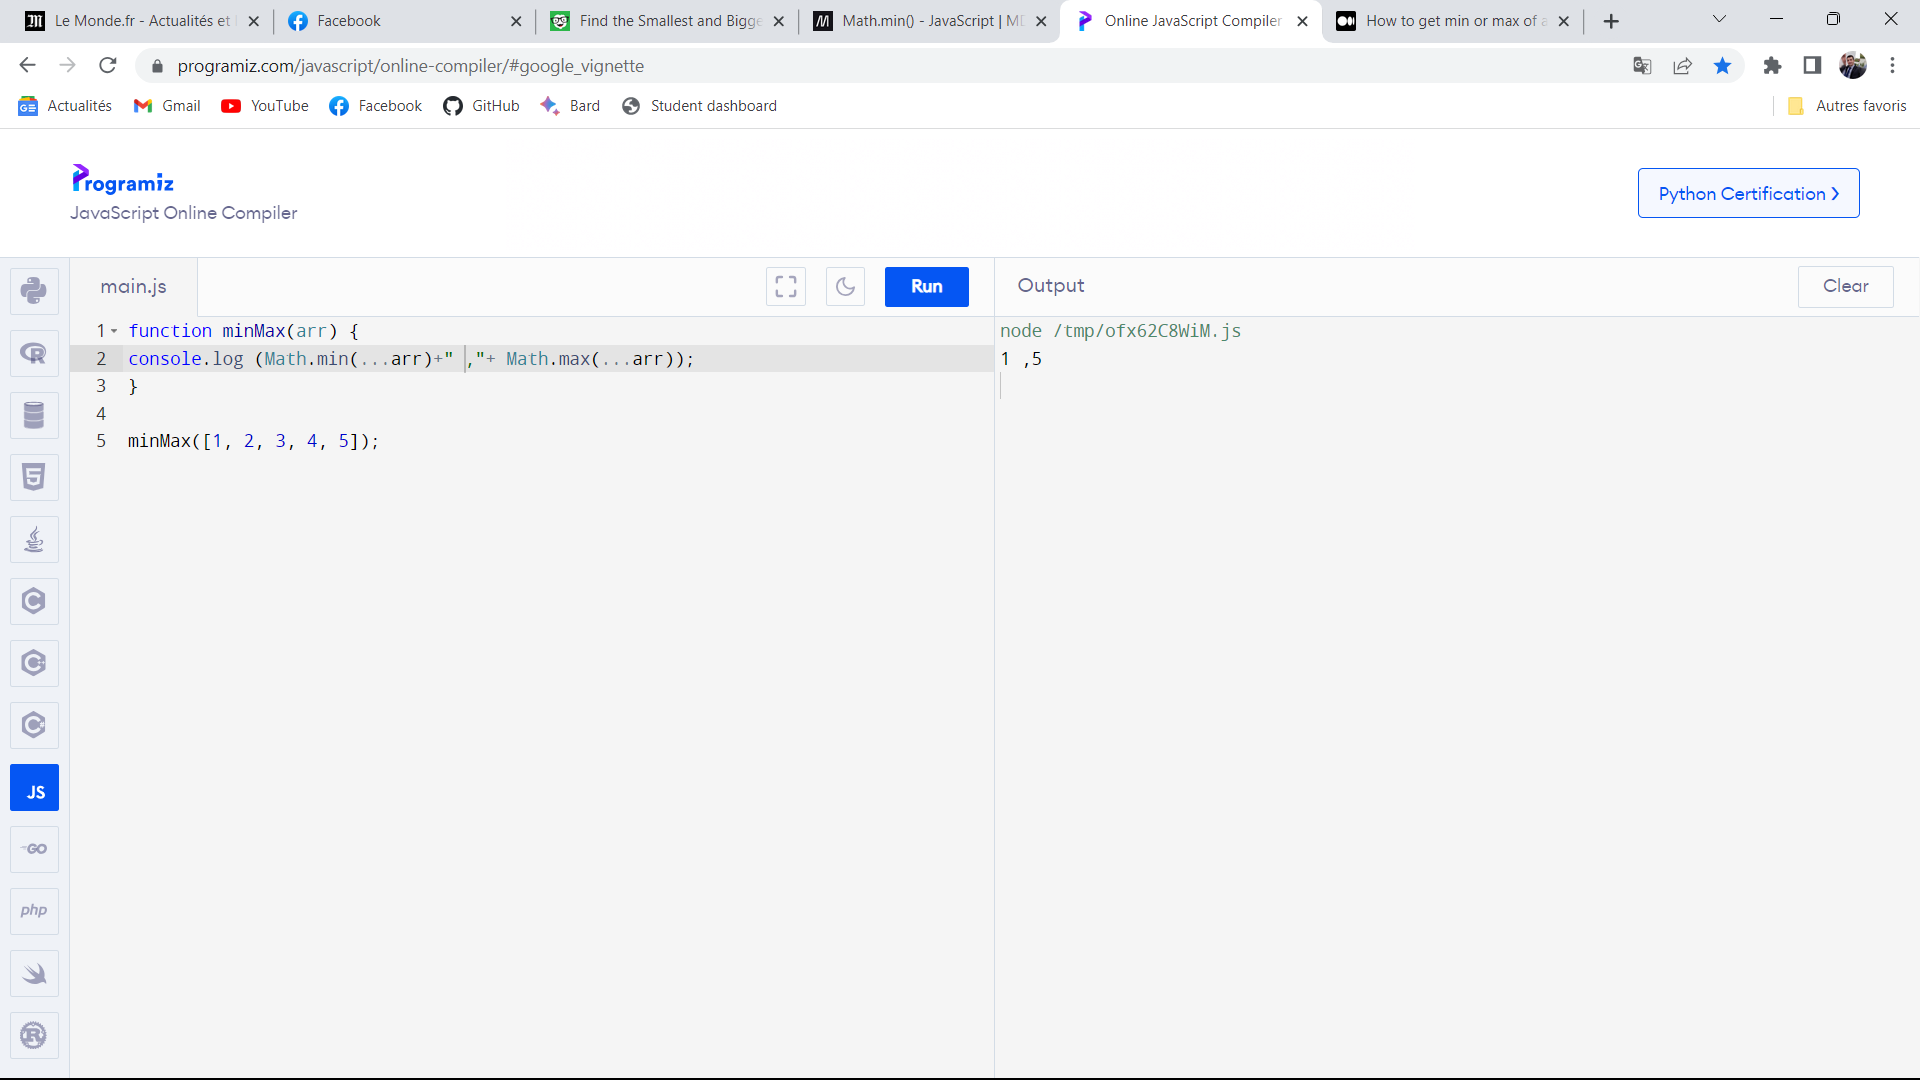 Le Monde.fr - Actualités et
Facebook
Find the Smallest and Bigge
Math.min() - JavaScript | MD
Online JavaScript Compiler
How to get min or max of a
programiz.com/javascript/online-compiler/#google_vignette
Actualités
Gmail
YouTube
Facebook
GitHub
Bard
Student dashboard
Autres favoris
Programiz
JavaScript Online Compiler
Python Certification
main.js
Run
Output
Clear
1 function minMax(arr) {
2 console.log (Math.min(...arr)+" ,"+ Math.max(...arr));
3 }
4
5 minMax([1, 2, 3, 4, 5]);
node /tmp/ofx62C8WiM.js
1 ,5
R
5
C
C++
C#
JS
GO
php
R